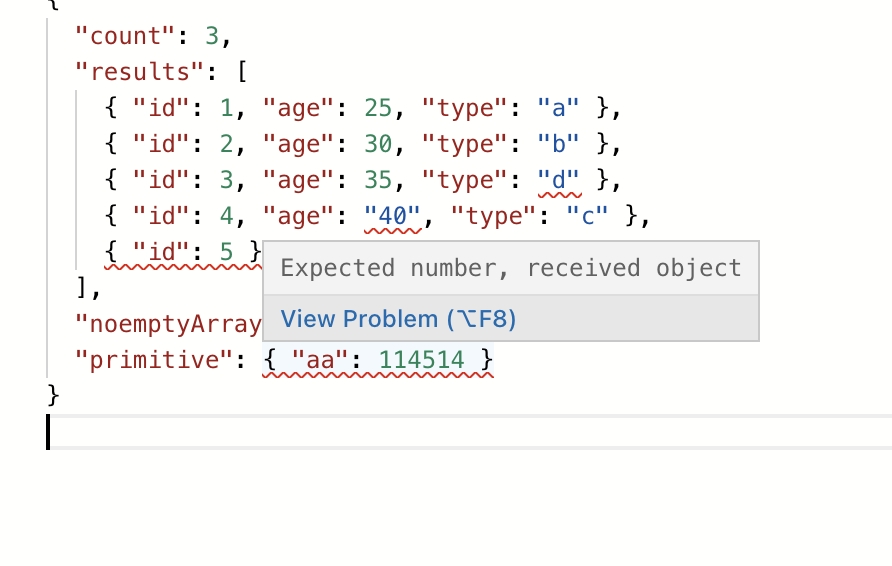 {
"count": 3,
"results": [
{ "id": 1, "age": 25, "type": "a" },
{ "id": 2, "age": 30, "type": "b" },
{ "id": 3, "age": 35, "type": "d" },
{ "id": 4, "age": "40", "type": "c" },
{ "id": 5 }
Expected number, received object
],
View Problem (⌥F8)
"noemptyArray
"primitive": { "aa": 114514 }
}